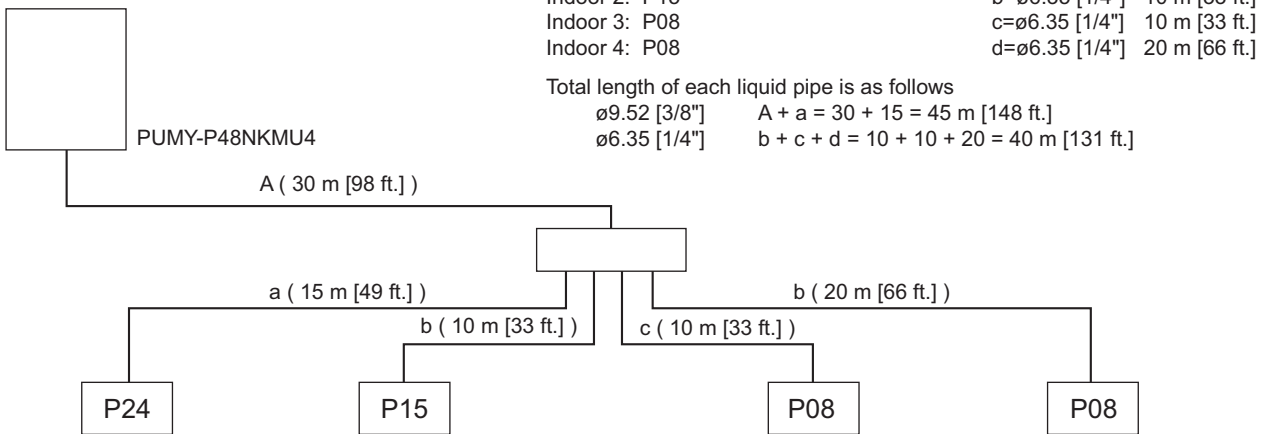 Indoor 3: P08 c=ø6.35 [1/4"] 10 m [33 ft.]
Indoor 4: P08 d=ø6.35 [1/4"] 20 m [66 ft.]
Total length of each liquid pipe is as follows
ø9.52 [3/8"] A + a = 30 + 15 = 45 m [148 ft.]
ø6.35 [1/4"] b + c + d = 10 + 10 + 20 = 40 m [131 ft.]
PUMY-P48NKMU4
A ( 30 m [98 ft.] )
a ( 15 m [49 ft.] )
b ( 20 m [66 ft.] )
b ( 10 m [33 ft.] )
c ( 10 m [33 ft.] )
P24
P15
P08
P08